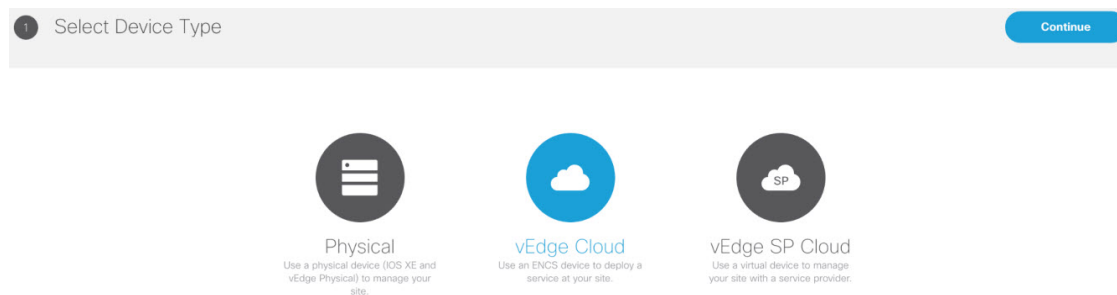 1 Select Device Type
Continue
Physical
Use a physical device (IOS XE and
vEdge Physical) to manage your
site.
vEdge Cloud
Use an ENCS device to deploy a
service at your site.
SP
vEdge SP Cloud
Use a virtual device to manage
your site with a service provider.